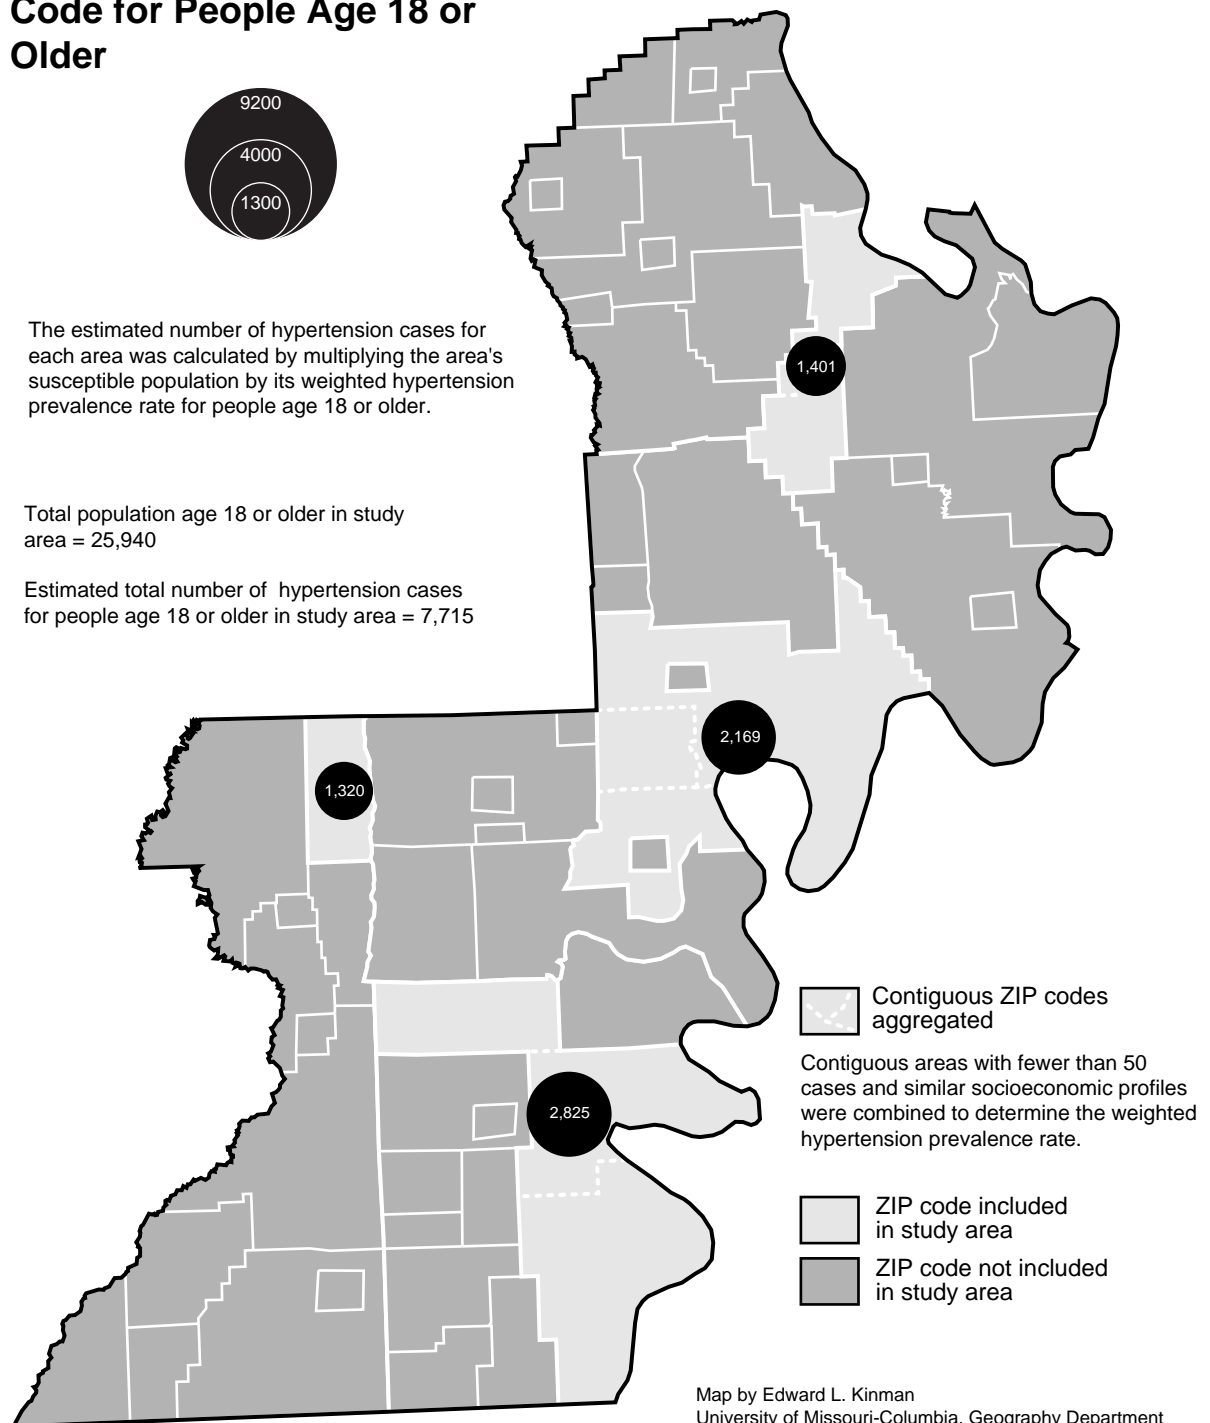 Code for People Age 18 or
Older
9200
4000
1300
The estimated number of hypertension cases for
each area was calculated by multiplying the area's
susceptible population by its weighted hypertension
prevalence rate for people age 18 or older.
1,401
Total population age 18 or older in study
area = 25,940
Estimated total number of hypertension cases
for people age 18 or older in study area = 7,715
2,169
1,320
Contiguous ZIP codes
aggregated
Contiguous areas with fewer than 50
cases and similar socioeconomic profiles
were combined to determine the weighted
hypertension prevalence rate.
2,825
ZIP code included
in study area
ZIP code not included
in study area
Map by Edward L. Kinman
University of Missouri-Columbia, Geography Department